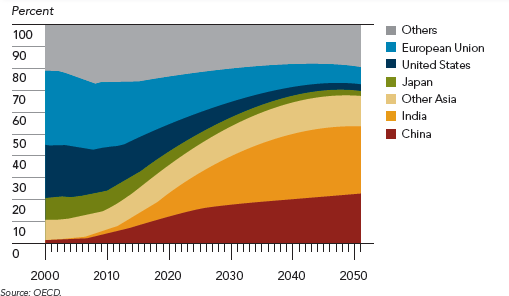 Percent
100
90
80
70
60
50
40
30
20
10
0
2000 2010 2020 2030 2040 2050
Others
European Union
United States
Japan
Other Asia
India
China
Source: OECD.